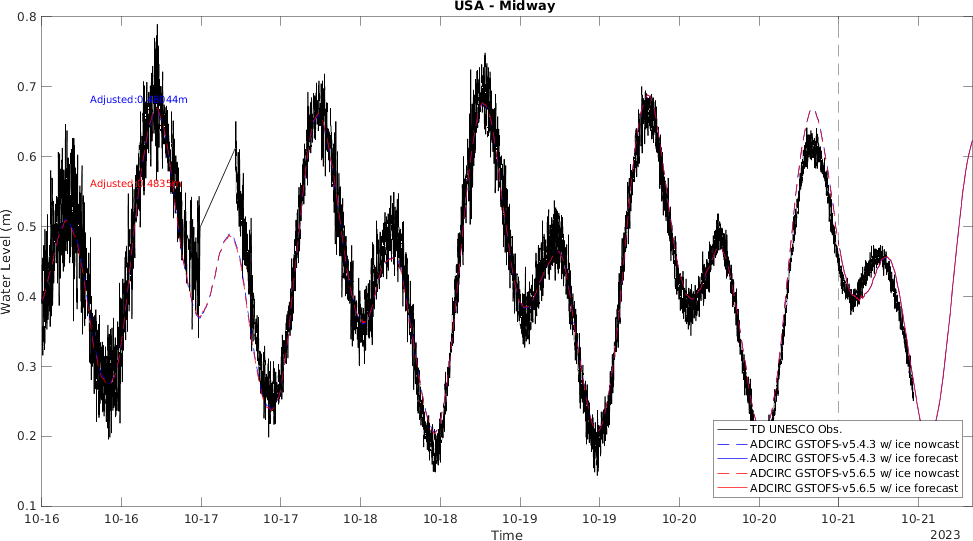 USA - Midway
0.8
0.7
0.6
0.5
0.4
0.3
0.2
0.1
Water Level (m)
Adjusted:
Adjusted:
TD UNESCO Obs.
ADCIRC GSTOFS-v5.4.3 w/ ice nowcast
ADCIRC GSTOFS-v5.4.3 w/ ice forecast
ADCIRC GSTOFS-v5.6.5 w/ ice nowcast
ADCIRC GSTOFS-v5.6.5 w/ ice forecast
10-16 10-16 10-17 10-17 10-18 10-18 10-19 10-19 10-20 10-20 10-21 10-21
2023
Time